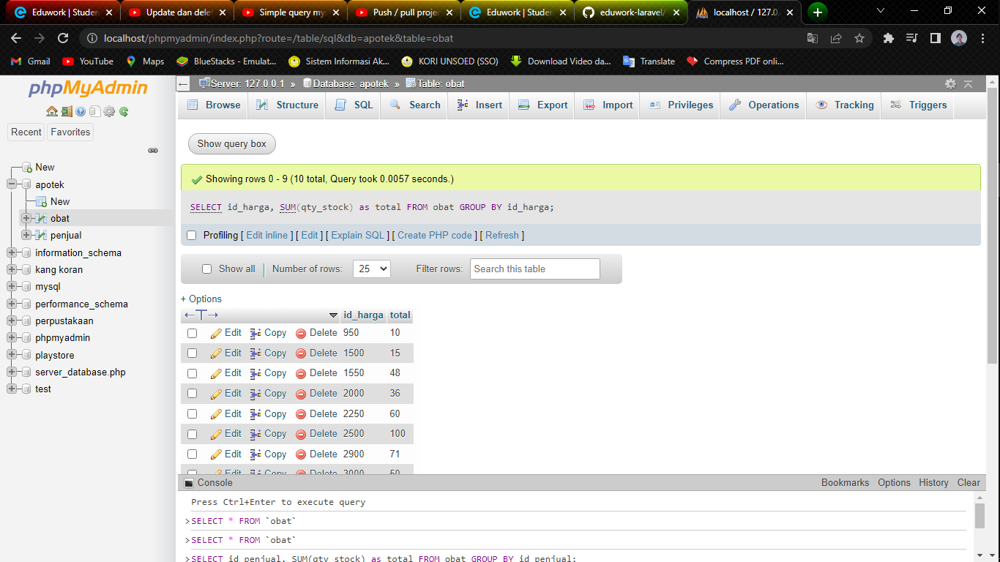 Eduwork | Studen
Update dan delet
Simple query mys
Push / pull projec
Eduwork | Studen
eduwork-laravel/
localhost / 127.0.
localhost/phpmyadmin/index.php?route=/table/sql&db=apotek&table=obat
Gmail
YouTube
Maps
BlueStacks - Emulat...
Sistem Informasi Ak...
KORI UNSOED (SSO)
Download Video da...
Translate
Compress PDF onli...
phpMyAdmin
Recent
Favorites
New
apotek
New
obat
penjual
information_schema
kang koran
mysql
performance_schema
perpustakaan
phpmyadmin
playstore
server_database.php
test
Server: 127.0.0.1 » Database: apotek » Table: obat
Browse
Structure
SQL
Search
Insert
Export
Import
Privileges
Operations
Tracking
Triggers
Show query box
Showing rows 0 - 9 (10 total, Query took 0.0057 seconds.)
SELECT id_harga, SUM(qty_stock) as total FROM obat GROUP BY id_harga;
Profiling [ Edit inline ] [ Edit ] [ Explain SQL ] [ Create PHP code ] [ Refresh ]
Show all
Number of rows:
25
Filter rows:
Search this table
+ Options
id_harga total
Edit Copy Delete 950 10
Edit Copy Delete 1500 15
Edit Copy Delete 1550 48
Edit Copy Delete 2000 36
Edit Copy Delete 2250 60
Edit Copy Delete 2500 100
Edit Copy Delete 2900 71
Edit Copy Delete 3000 50
Console
Bookmarks Options History Clear
Press Ctrl+Enter to execute query
>SELECT * FROM `obat`
>SELECT * FROM `obat`
>SELECT id_penjual, SUM(qty_stock) as total FROM obat GROUP BY id_penjual;